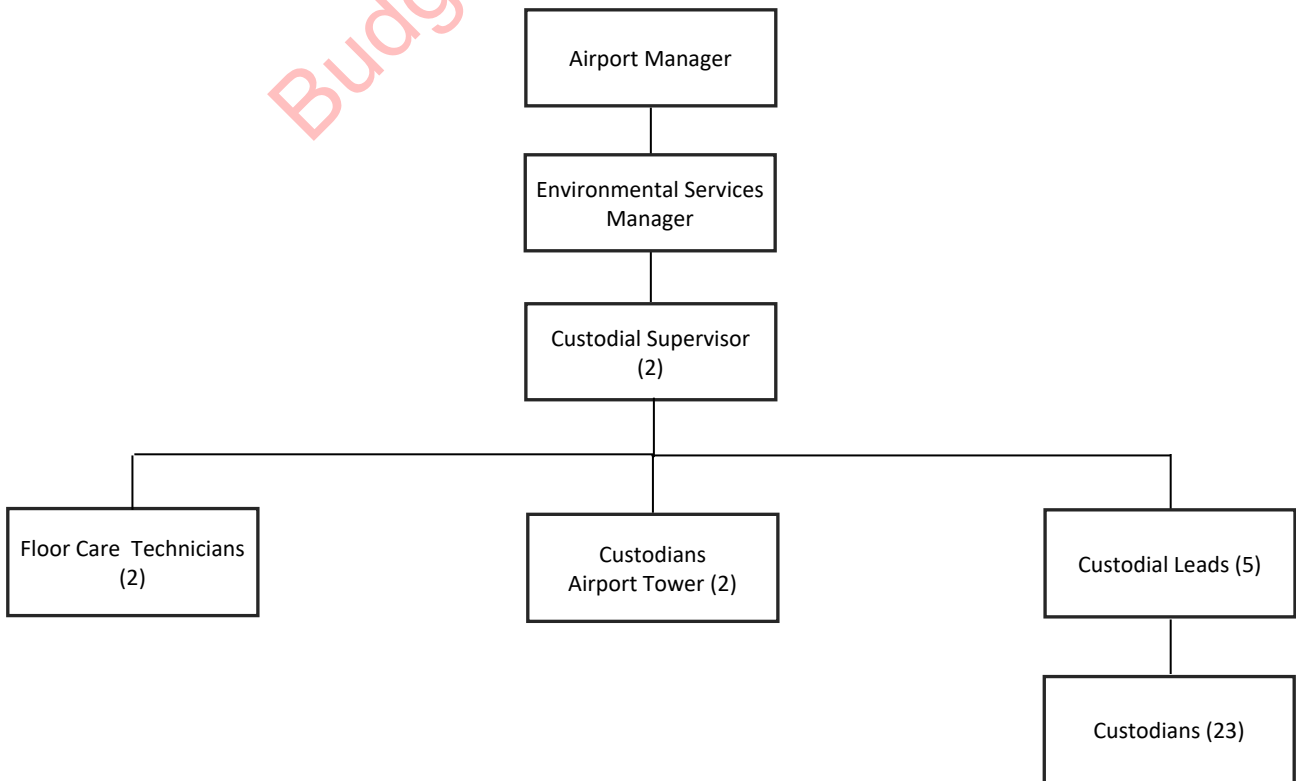 Airport Manager
Environmental Services
Manager
Custodial Supervisor
(2)
Floor Care Technicians
(2)
Custodians
Airport Tower (2)
Custodial Leads (5)
Custodians (23)